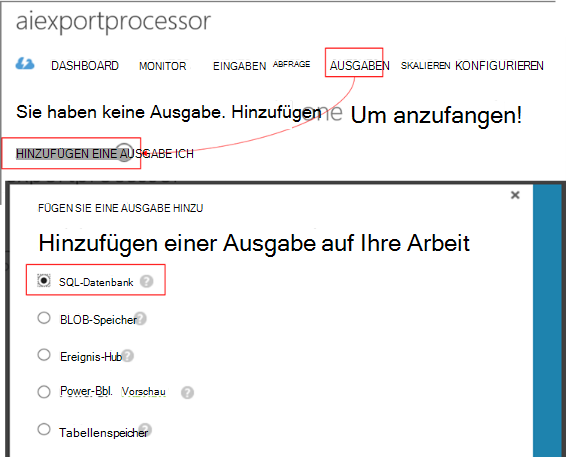 aiexportprocessor
DASHBOARD MONITOR EINGABEN ABFRAGE AUSGABEN SKALIEREN KONFIGURIEREN
Sie haben keine Ausgabe. Hinzufügen one Um anzufangen!
HINZUFÜGEN EINE AUSGABE ICH
FÜGEN SIE EINE AUSGABE HINZU
Hinzufügen einer Ausgabe auf Ihre Arbeit
SQL-Datenbank
BLOB-Speicher
Ereignis-Hub
Power-Bbl. Vorschau
Tabellenspeicher